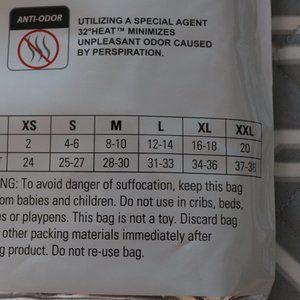 ANTI-ODOR
UTILIZING A SPECIAL AGENT
32°HEAT™ MINIMIZES
UNPLEASANT ODOR CAUSED
BY PERSPIRATION.
XS S M L XL XXL
2 4-6 8-10 12-14 16-18 20
T 24 25-27 28-30 31-33 34-36 37-38
NG: To avoid danger of suffocation, keep this bag
om babies and children. Do not use in cribs, beds,
es or playpens. This bag is not a toy. Discard bag
other packing materials immediately after
g product. Do not re-use bag.